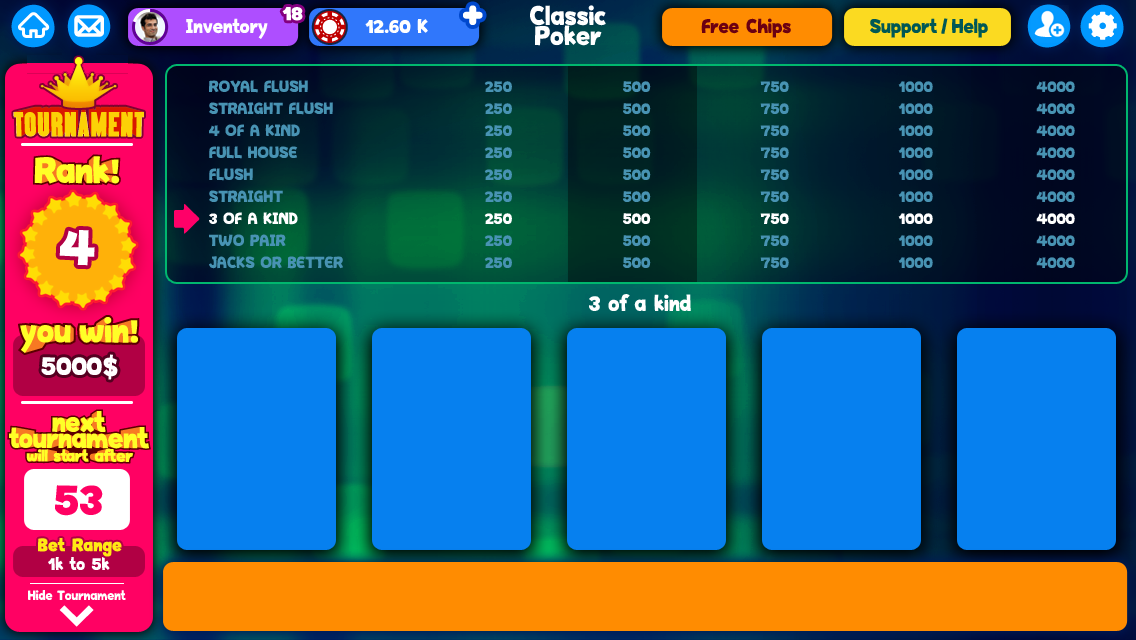 18
Inventory
12.60 K
Classic
Poker
Free Chips
Support / Help
TOURNAMENT
Rank!
4
you win!
5000$
next
tournament
will start after
53
Bet Range
1k to 5k
Hide Tournament
ROYAL FLUSH 250 500 750 1000 4000
STRAIGHT FLUSH 250 500 750 1000 4000
4 OF A KIND 250 500 750 1000 4000
FULL HOUSE 250 500 750 1000 4000
FLUSH 250 500 750 1000 4000
STRAIGHT 250 500 750 1000 4000
3 OF A KIND 250 500 750 1000 4000
TWO PAIR 250 500 750 1000 4000
JACKS OR BETTER 250 500 750 1000 4000
3 of a kind